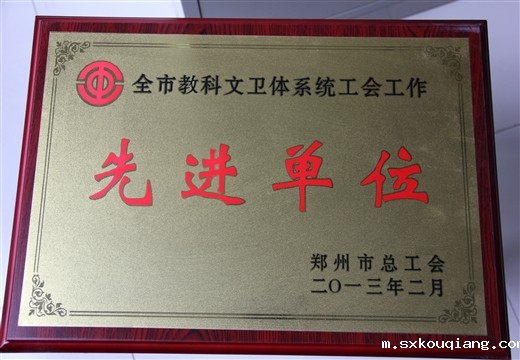 全市教科文卫体系统工会工作
先进单位
郑州市总工会
二〇一三年二月
m.sxkouqiang.com